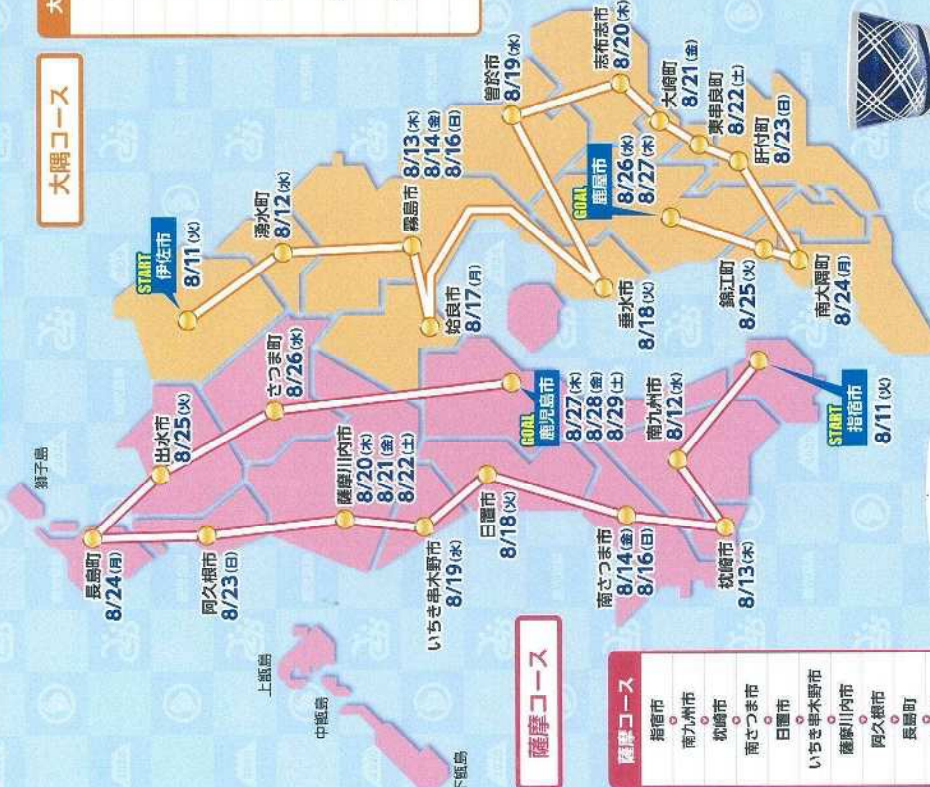 大隅コース
START
伊佐市
8/11(火)
湧水町
8/12(水)
霧島市
8/13(木)
8/14(金)
8/16(日)
姶良市
8/17(月)
垂水市
8/18(火)
曽於市
8/19(水)
志布志市
8/20(木)
大崎町
8/21(金)
東串良町
8/22(土)
肝付町
8/23(日)
南大隅町
8/24(月)
錦江町
8/25(火)
GOAL
鹿屋市
8/26(水)
8/27(木)
薩摩コース
START
指宿市
8/11(火)
南九州市
8/12(水)
枕崎市
8/13(木)
南さつま市
8/14(金)
8/16(日)
日置市
8/18(火)
いちき串木野市
8/19(水)
薩摩川内市
8/20(木)
8/21(金)
8/22(土)
阿久根市
8/23(日)
長島町
8/24(月)
出水市
8/25(火)
さつま町
8/26(水)
GOAL
鹿児島市
8/27(木)
8/28(金)
8/29(土)
獅子島
上甑島
中甑島
下甑島
薩摩コース
指宿市
南九州市
枕崎市
南さつま市
日置市
いちき串木野市
薩摩川内市
阿久根市
長島町